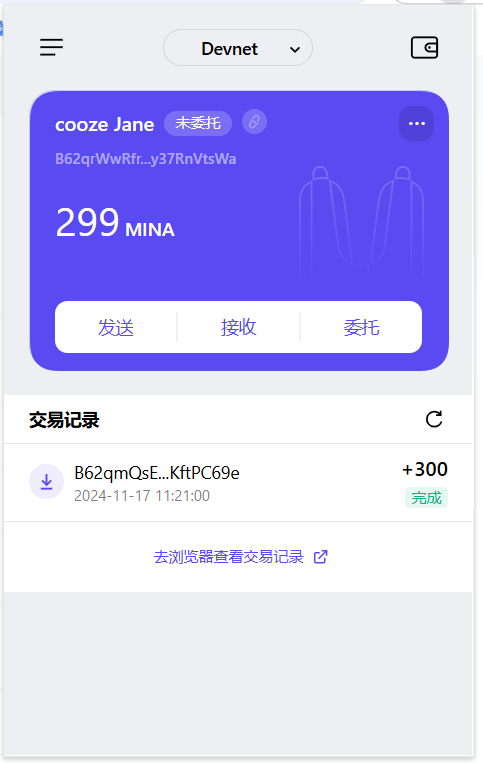 Devnet
cooze Jane 未委托
B62qrWwRfr...y37RnVtsWa
299 MINA
发送 接收 委托
交易记录
B62qmQsE...KftPC69e +300
2024-11-17 11:21:00 完成
去浏览器查看交易记录